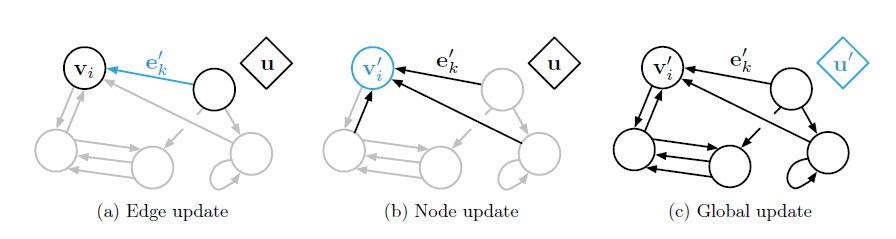 v_i e'_k u
v'_i e'_k u
v'_i e'_k u'
(a) Edge update
(b) Node update
(c) Global update